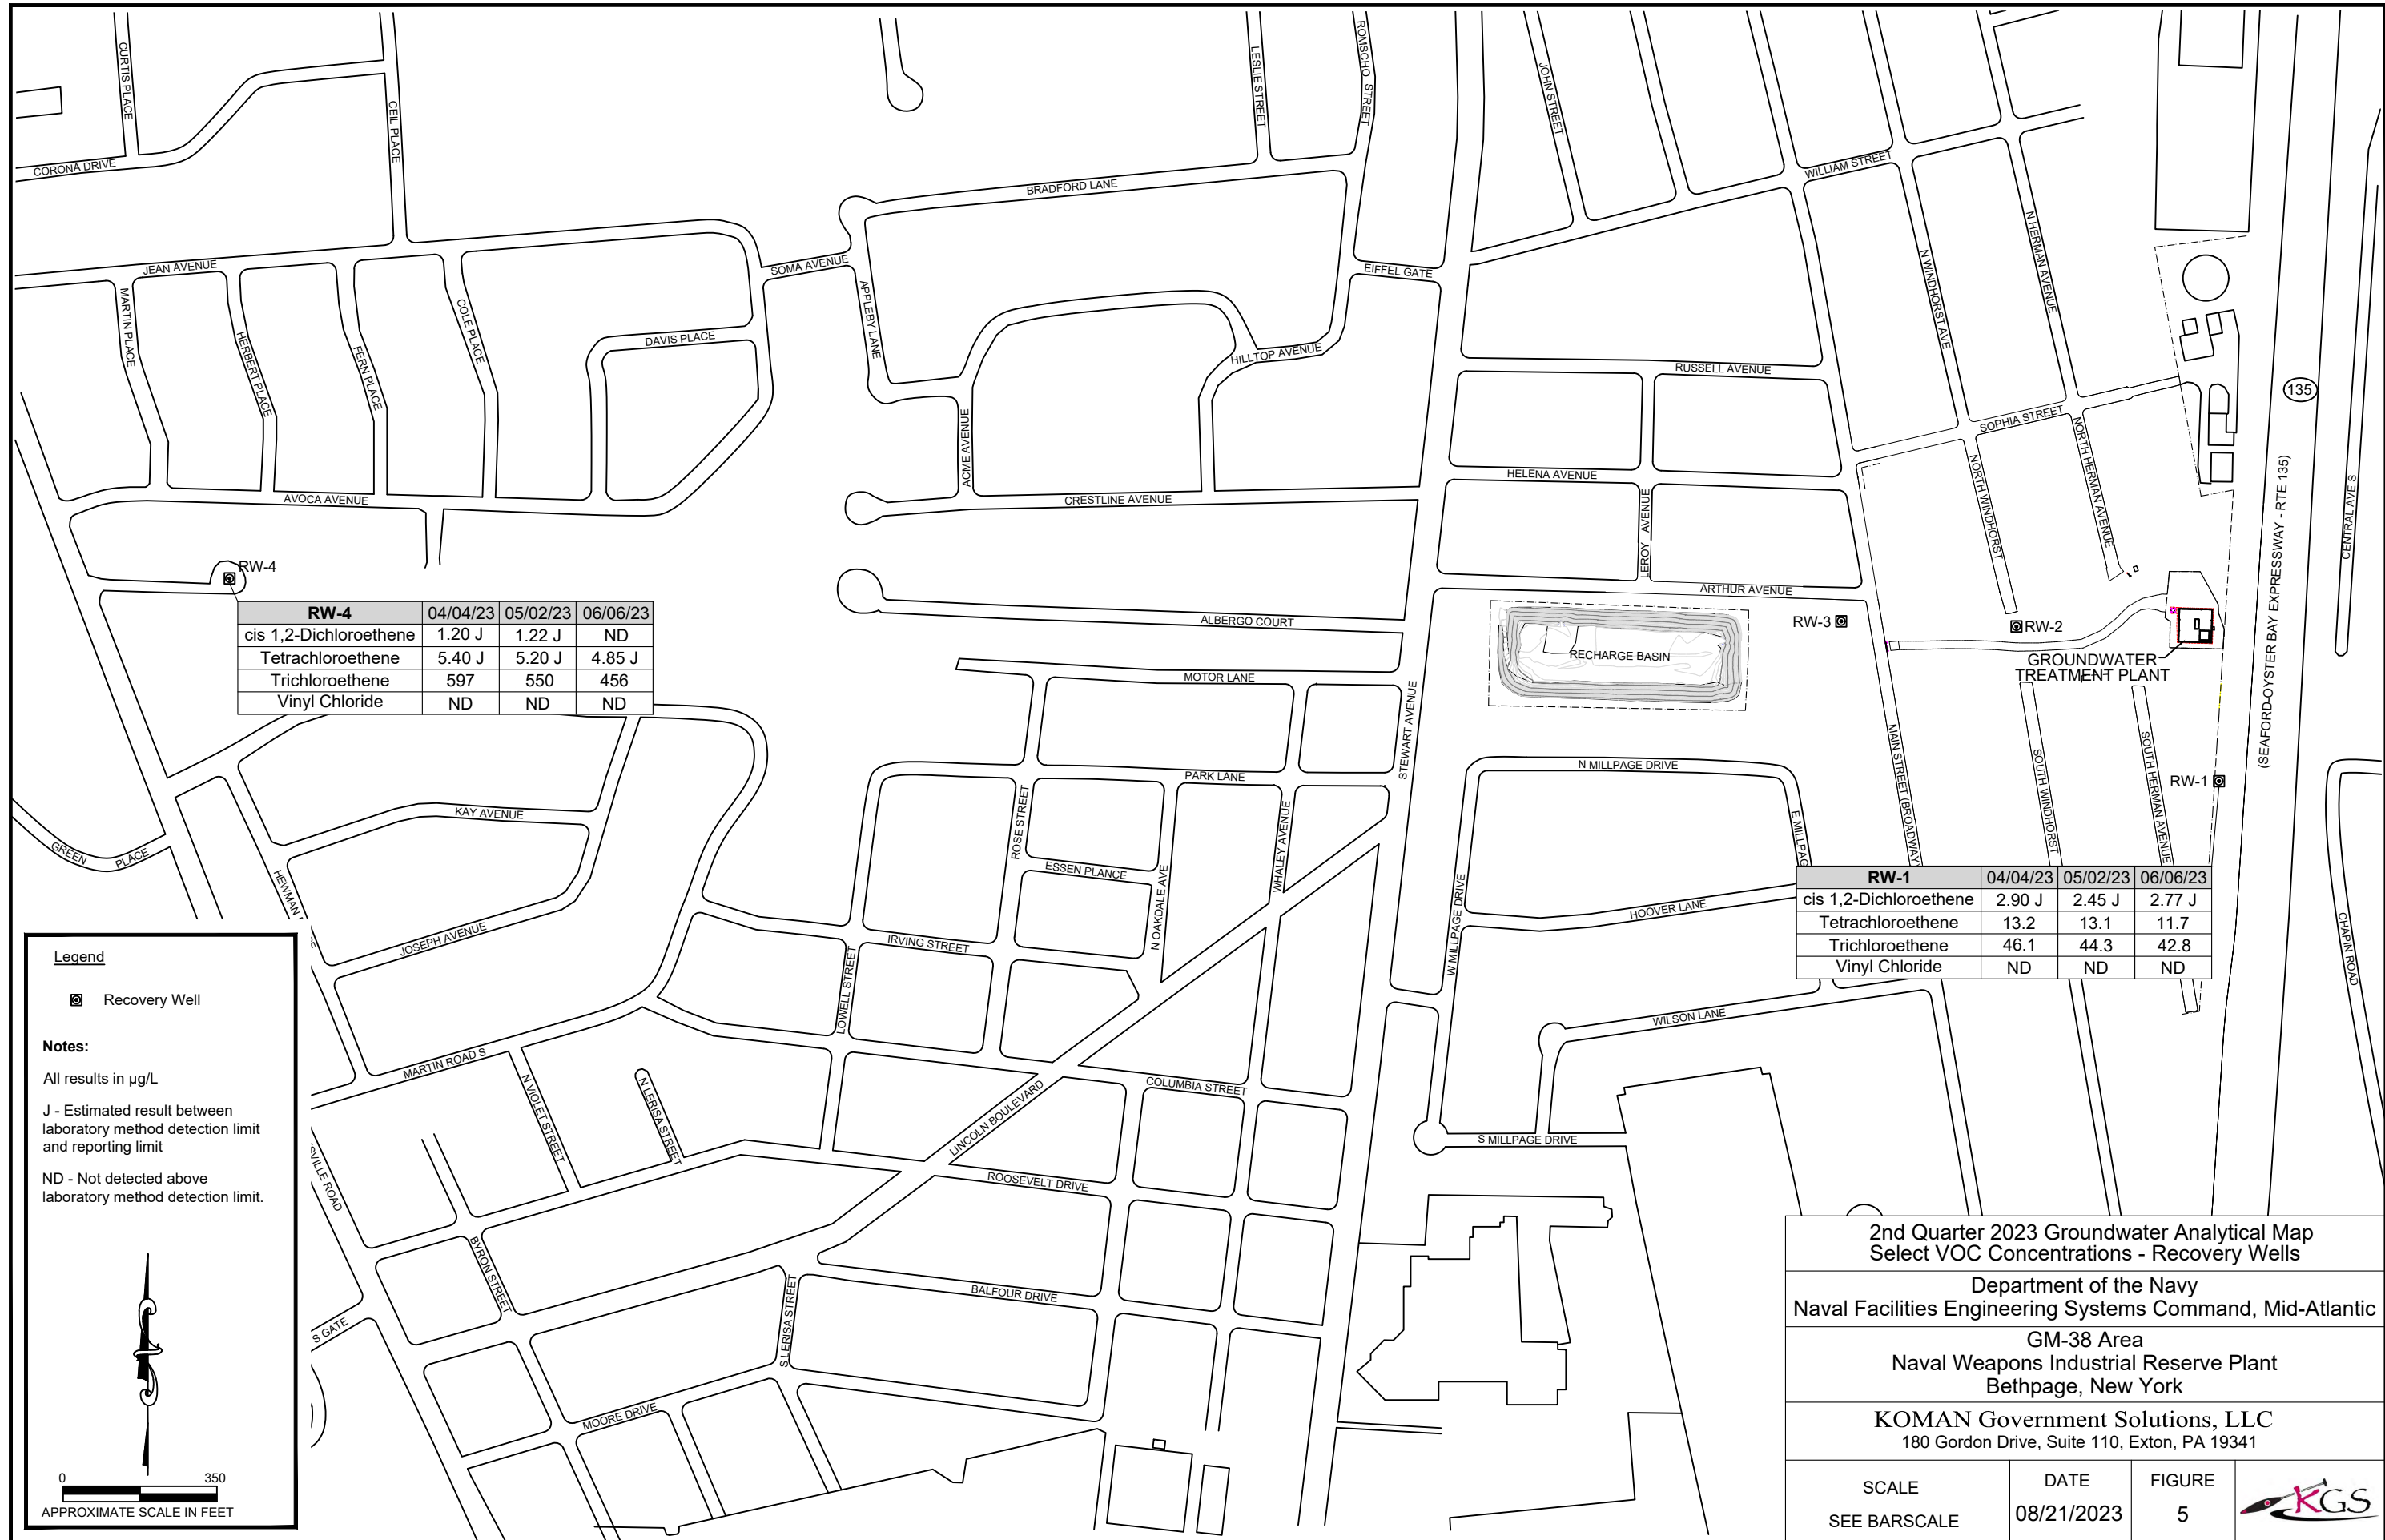 CURTIS PLACE
CEIL PLACE
CORONA DRIVE
LESLIE STREET
ROMSCHO STREET
JOHN STREET
BRADFORD LANE
WILLIAM STREET
N HERMAN AVENUE
N WINDHORST AVE
JEAN AVENUE
SOMA AVENUE
EIFFEL GATE
MARTIN PLACE
HERBERT PLACE
FERN PLACE
COLE PLACE
DAVIS PLACE
APPLEBY LANE
HILLTOP AVENUE
RUSSELL AVENUE
135
ACME AVENUE
SOPHIA STREET
NORTH HERMAN AVENUE
NORTH WINDHORST
AVOCA AVENUE
CRESTLINE AVENUE
HELENA AVENUE
LEROY AVENUE
(SEAFORD-OYSTER BAY EXPRESSWAY - RTE 135)
CENTRAL AVE S
RW-4
ARTHUR AVENUE
RW-4 04/04/23 05/02/23 06/06/23
cis 1,2-Dichloroethene 1.20 J 1.22 J ND
Tetrachloroethene 5.40 J 5.20 J 4.85 J
Trichloroethene 597 550 456
Vinyl Chloride ND ND ND
ALBERGO COURT
RW-3
RW-2
RECHARGE BASIN
GROUNDWATER
TREATMENT PLANT
MOTOR LANE
STEWART AVENUE
MAIN STREET (BROADWAY
SOUTH WINDHORST
SOUTH HERMAN AVENUE
RW-1
PARK LANE
N MILLPAGE DRIVE
E MILLPAG
KAY AVENUE
GREEN PLACE
ROSE STREET
ESSEN PLANCE
WHALEY AVENUE
N OAKDALE AVE
HEWMAN
W MILLPAGE DRIVE
HOOVER LANE
RW-1 04/04/23 05/02/23 06/06/23
cis 1,2-Dichloroethene 2.90 J 2.45 J 2.77 J
Tetrachloroethene 13.2 13.1 11.7
Trichloroethene 46.1 44.3 42.8
Vinyl Chloride ND ND ND
CHAPIN ROAD
JOSEPH AVENUE
IRVING STREET
LOWELL STREET
WILSON LANE
MARTIN ROAD S
N VIOLET STREET
N LERISA STREET
LINCOLN BOULEVARD
COLUMBIA STREET
S MILLPAGE DRIVE
VILLE ROAD
ROOSEVELT DRIVE
BYRON STREET
S LERISA STREET
BALFOUR DRIVE
S GATE
MOORE DRIVE
Legend
Recovery Well
Notes:
All results in µg/L
J - Estimated result between
laboratory method detection limit
and reporting limit
ND - Not detected above
laboratory method detection limit.
0 350
APPROXIMATE SCALE IN FEET
2nd Quarter 2023 Groundwater Analytical Map
Select VOC Concentrations - Recovery Wells
Department of the Navy
Naval Facilities Engineering Systems Command, Mid-Atlantic
GM-38 Area
Naval Weapons Industrial Reserve Plant
Bethpage, New York
KOMAN Government Solutions, LLC
180 Gordon Drive, Suite 110, Exton, PA 19341
SCALE
SEE BARSCALE
DATE
08/21/2023
FIGURE
5
KGS